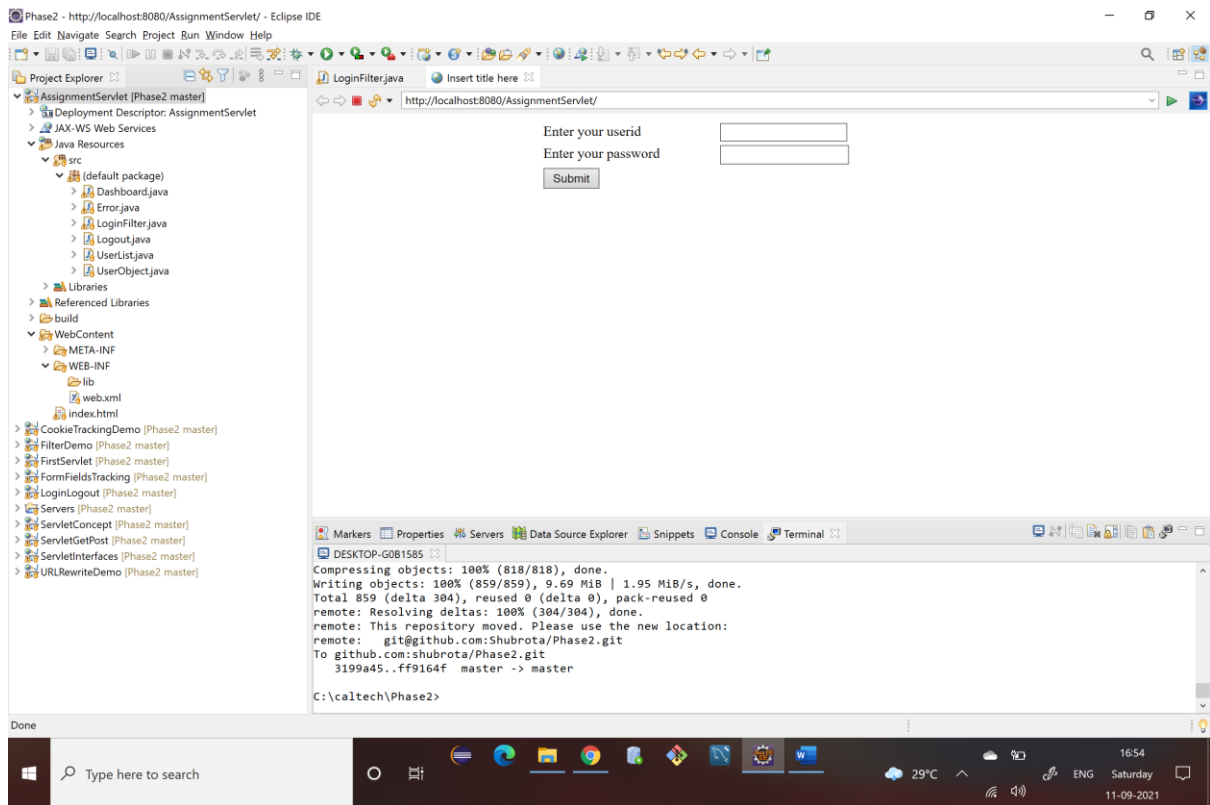 Phase2 - http://localhost:8080/AssignmentServlet/ - Eclipse IDE
File Edit Navigate Search Project Run Window Help
Project Explorer
AssignmentServlet [Phase2 master]
Deployment Descriptor: AssignmentServlet
JAX-WS Web Services
Java Resources
src
(default package)
Dashboard.java
Error.java
LoginFilter.java
Logout.java
UserList.java
UserObject.java
Libraries
Referenced Libraries
build
WebContent
META-INF
WEB-INF
lib
web.xml
index.html
CookieTrackingDemo [Phase2 master]
FilterDemo [Phase2 master]
FirstServlet [Phase2 master]
FormFieldsTracking [Phase2 master]
LoginLogout [Phase2 master]
Servers [Phase2 master]
ServletConcept [Phase2 master]
ServletGetPost [Phase2 master]
ServletInterfaces [Phase2 master]
URLRewriteDemo [Phase2 master]
LoginFilter.java Insert title here
http://localhost:8080/AssignmentServlet/
Enter your userid
Enter your password
Submit
Markers Properties Servers Data Source Explorer Snippets Console Terminal
DESKTOP-G0B1585
Compressing objects: 100% (818/818), done.
Writing objects: 100% (859/859), 9.69 MiB | 1.95 MiB/s, done.
Total 859 (delta 304), reused 0 (delta 0), pack-reused 0
remote: Resolving deltas: 100% (304/304), done.
remote: This repository moved. Please use the new location:
remote:   git@github.com:Shubrota/Phase2.git
To github.com:shubrota/Phase2.git
   3199a45..ff9164f  master -> master
C:\caltech\Phase2>
Done
Type here to search
29°C
ENG
16:54
Saturday
11-09-2021